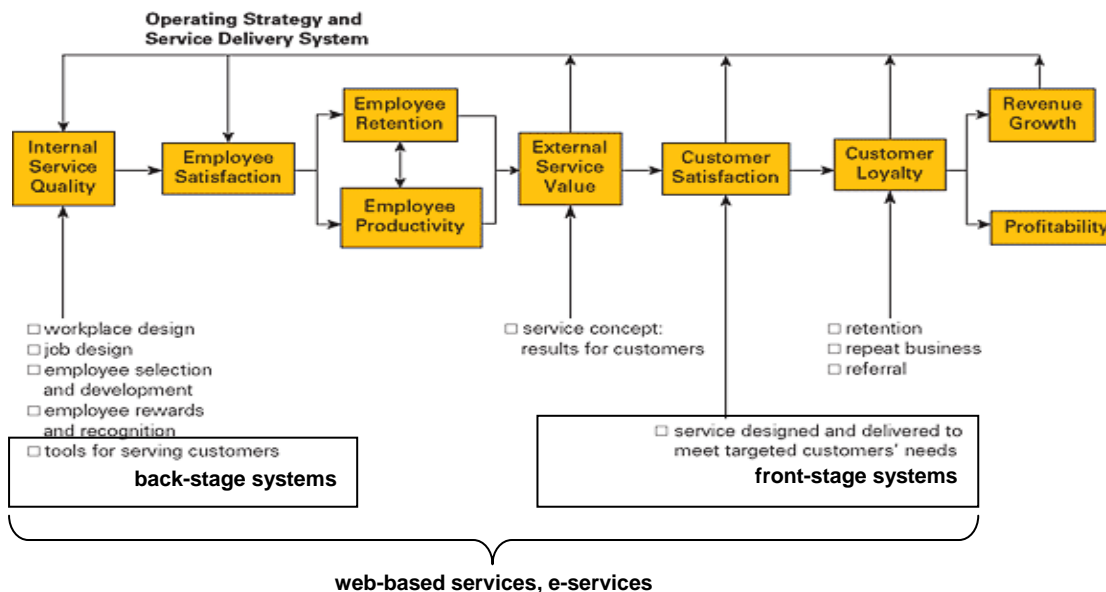 Operating Strategy and
Service Delivery System
Internal
Service
Quality
Employee
Satisfaction
Employee
Retention
Employee
Productivity
External
Service
Value
Customer
Satisfaction
Customer
Loyalty
Revenue
Growth
Profitability
□ workplace design
□ job design
□ employee selection
and development
□ employee rewards
and recognition
□ tools for serving customers
back-stage systems
□ service concept:
results for customers
□ retention
□ repeat business
□ referral
□ service designed and delivered to
meet targeted customers' needs
front-stage systems
web-based services, e-services